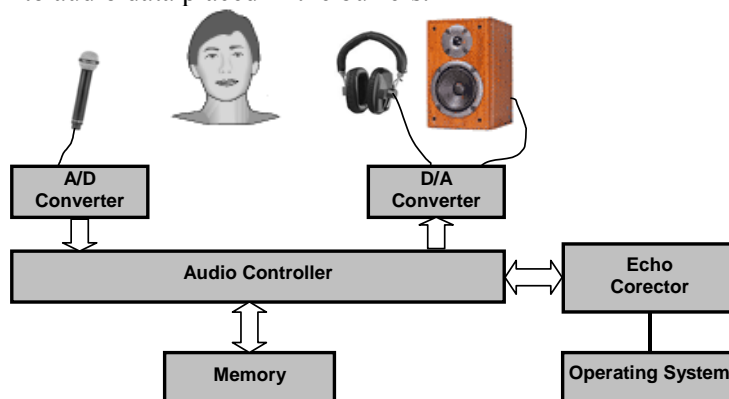 A/D
Converter
D/A
Converter
Audio Controller
Echo
Corector
Memory
Operating System